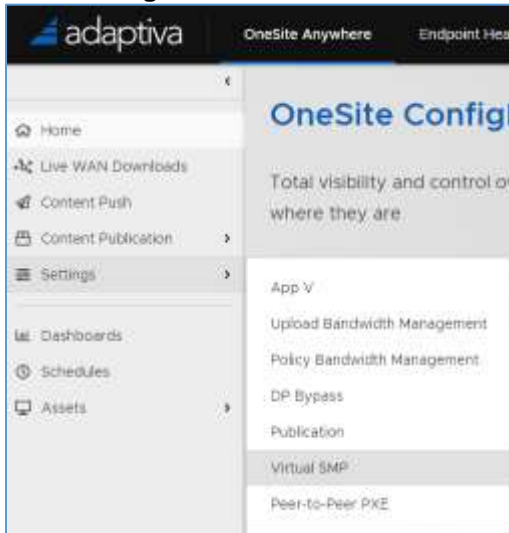 adaptiva
OneSite Anywhere
Endpoint Hea
OneSite Config
Total visibility and control o
where they are
Home
Live WAN Downloads
Content Push
Content Publication
Settings
Dashboards
Schedules
Assets
App V
Upload Bandwidth Management
Policy Bandwidth Management
DP Bypass
Publication
Virtual SMP
Peer-to-Peer PXE